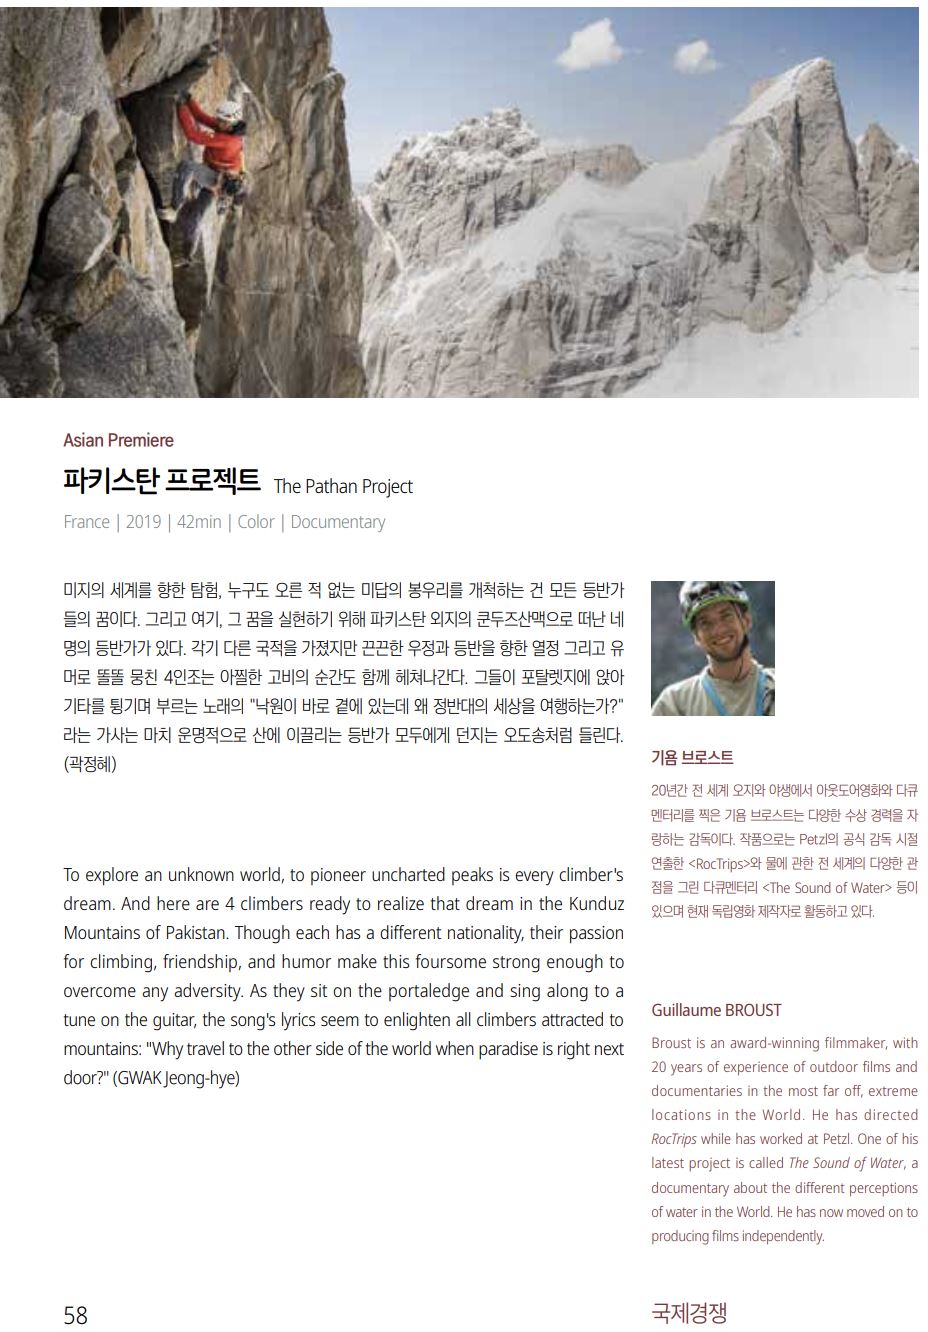 Asian Premiere
파키스탄 프로젝트 The Pathan Project
France | 2019 | 42min | Color | Documentary
미지의 세계를 향한 탐험, 누구도 오른 적 없는 미답의 봉우리를 개척하는 건 모든 등반가
들의 꿈이다. 그리고 여기, 그 꿈을 실현하기 위해 파키스탄 외지의 쿤두즈산맥으로 떠난 네
명의 등반가가 있다. 각기 다른 국적을 가졌지만 끈끈한 우정과 등반을 향한 열정 그리고 유
머로 똘똘 뭉친 4인조는 아찔한 고비의 순간도 함께 헤쳐나간다. 그들이 포탈렛지에 앉아
기타를 튕기며 부르는 노래의 "낙원이 바로 곁에 있는데 왜 정반대의 세상을 여행하는가?"
라는 가사는 마치 운명적으로 산에 이끌리는 등반가 모두에게 던지는 오도송처럼 들린다.
(곽정혜)
To explore an unknown world, to pioneer uncharted peaks is every climber's
dream. And here are 4 climbers ready to realize that dream in the Kunduz
Mountains of Pakistan. Though each has a different nationality, their passion
for climbing, friendship, and humor make this foursome strong enough to
overcome any adversity. As they sit on the portaledge and sing along to a
tune on the guitar, the song's lyrics seem to enlighten all climbers attracted to
mountains: "Why travel to the other side of the world when paradise is right next
door?" (GWAK Jeong-hye)
기욤 브로스트
20년간 전 세계 오지와 야생에서 아웃도어영화와 다큐
멘터리를 찍은 기욤 브로스트는 다양한 수상 경력을 자
랑하는 감독이다. 작품으로는 Petzl의 공식 감독 시절
연출한 <RocTrips>와 물에 관한 전 세계의 다양한 관
점을 그린 다큐멘터리 <The Sound of Water> 등이
있으며 현재 독립영화 제작자로 활동하고 있다.
Guillaume BROUST
Broust is an award-winning filmmaker, with
20 years of experience of outdoor films and
documentaries in the most far off, extreme
locations in the World. He has directed
RocTrips while has worked at Petzl. One of his
latest project is called The Sound of Water, a
documentary about the different perceptions
of water in the World. He has now moved on to
producing films independently.
58
국제경쟁